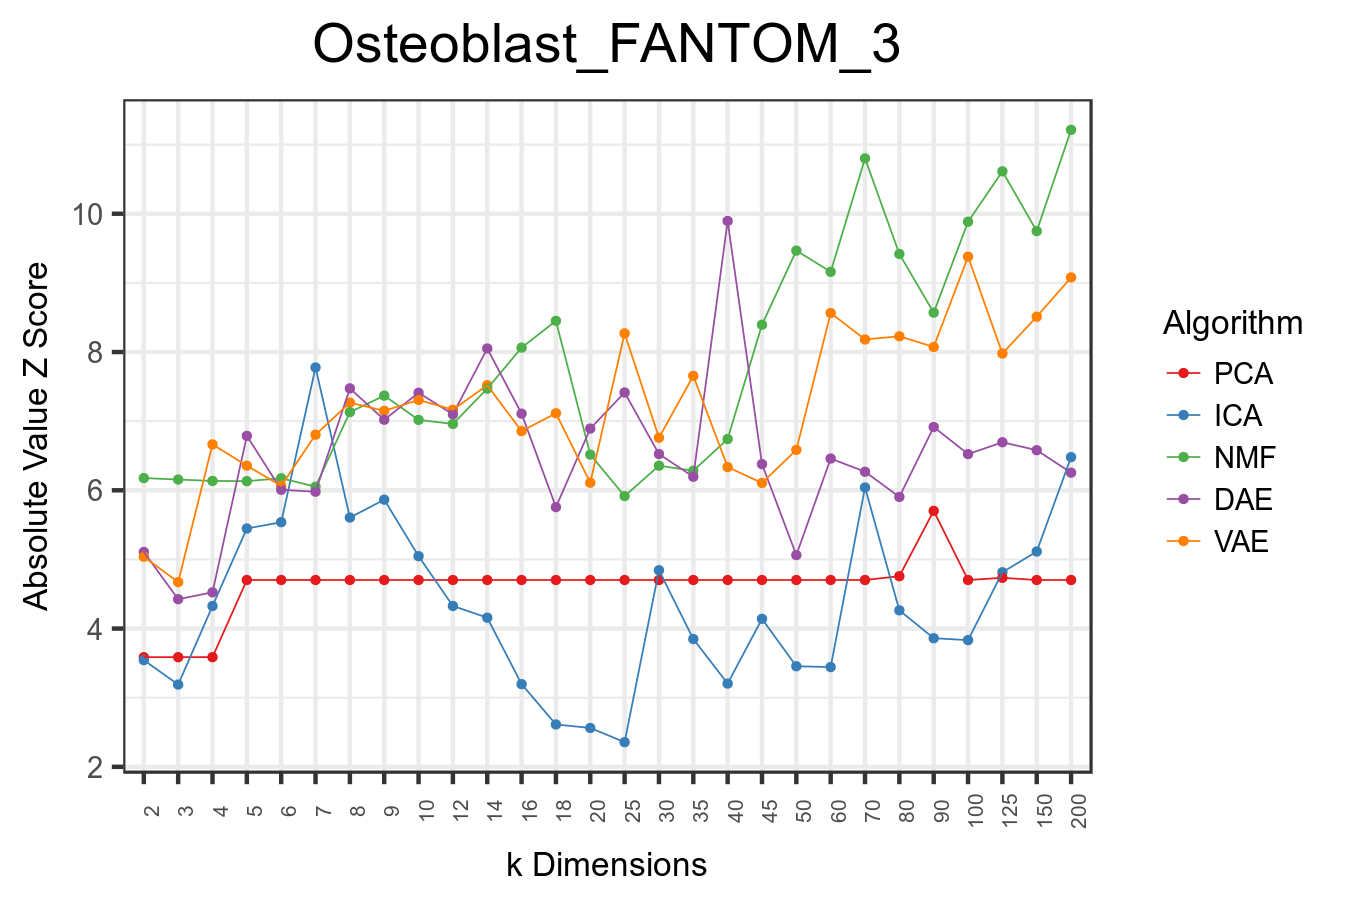 Osteoblast_FANTOM_3
Absolute Value Z Score
10
8
6
4
2
2 3 4 5 6 7 8 9 10 12 14 16 18 20 25 30 35 40 45 50 60 70 80 90 100 125 150 200
k Dimensions
Algorithm
PCA
ICA
NMF
DAE
VAE